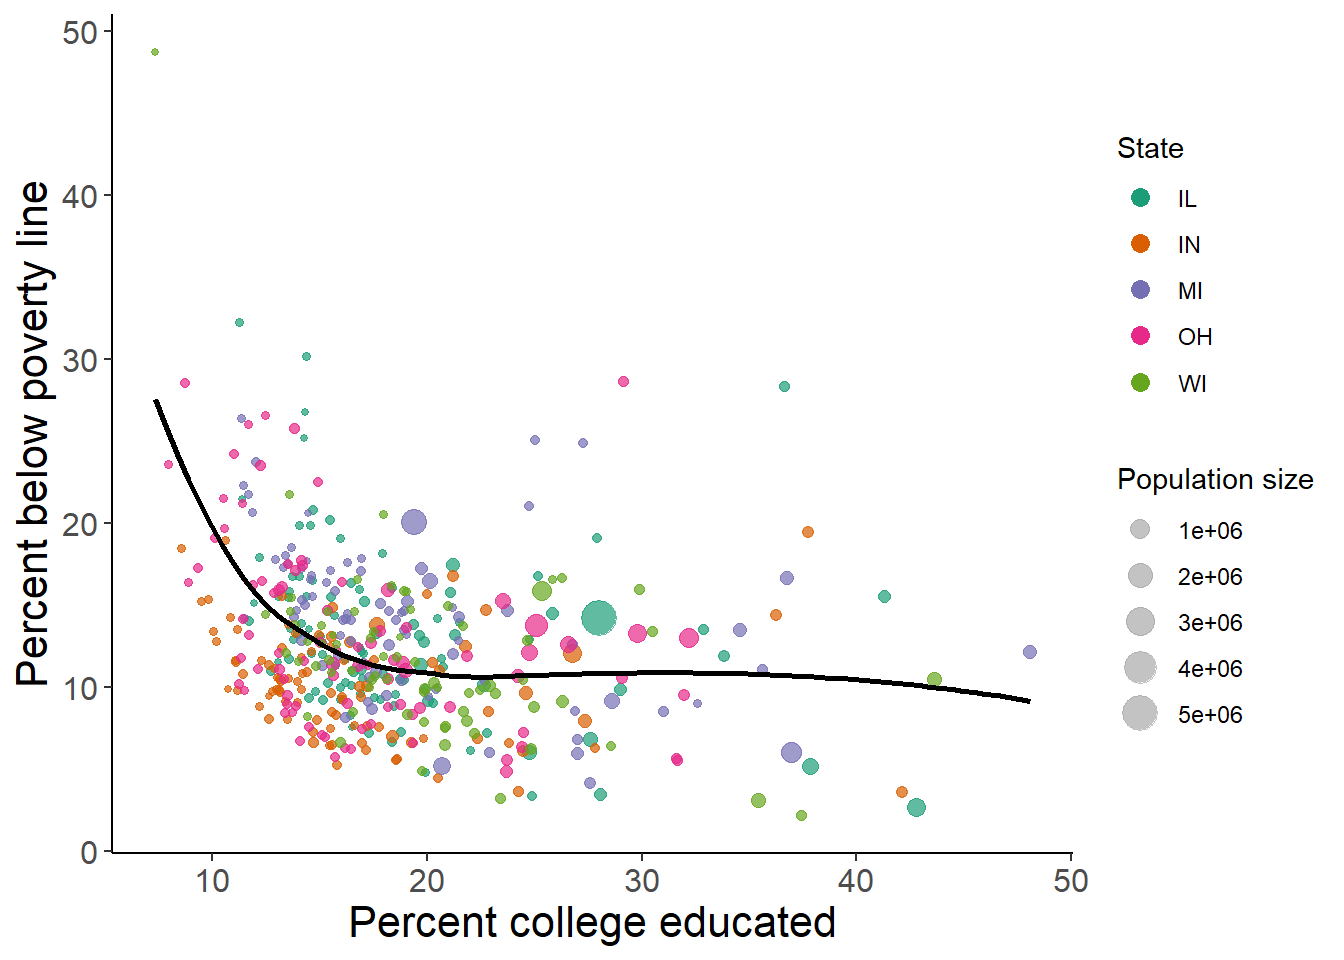 50
40
30
20
10
0
Percent below poverty line
10 20 30 40 50
Percent college educated
State
IL
IN
MI
OH
WI
Population size
1e+06
2e+06
3e+06
4e+06
5e+06